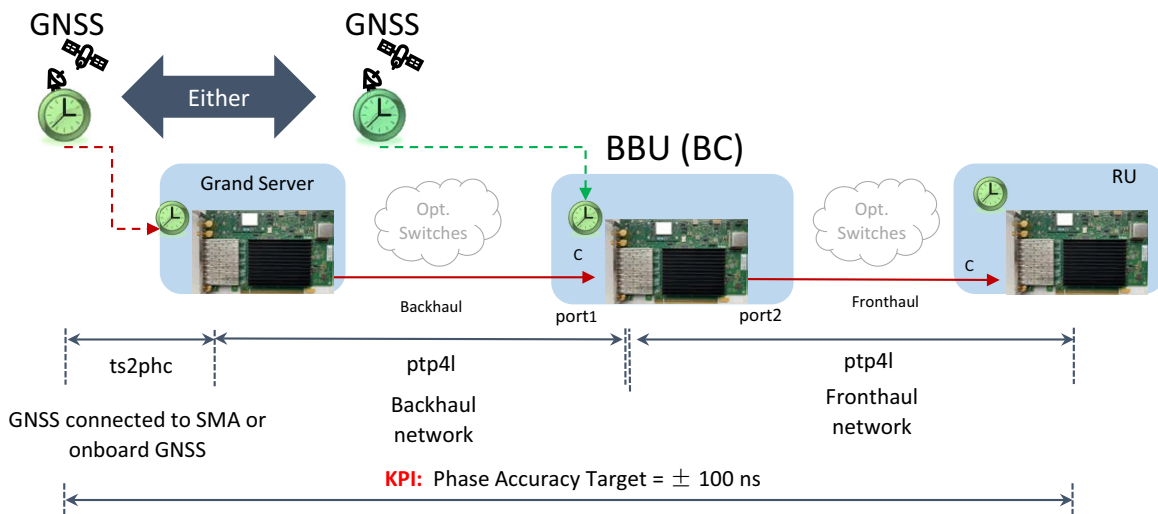 GNSS
GNSS
Either
BBU (BC)
Grand Server
RU
Opt.
Switches
Opt.
Switches
C
C
Backhaul
Fronthaul
port1
port2
ts2phc
ptp4l
ptp4l
GNSS connected to SMA or
onboard GNSS
Backhaul
network
Fronthaul
network
KPI: Phase Accuracy Target = ± 100 ns